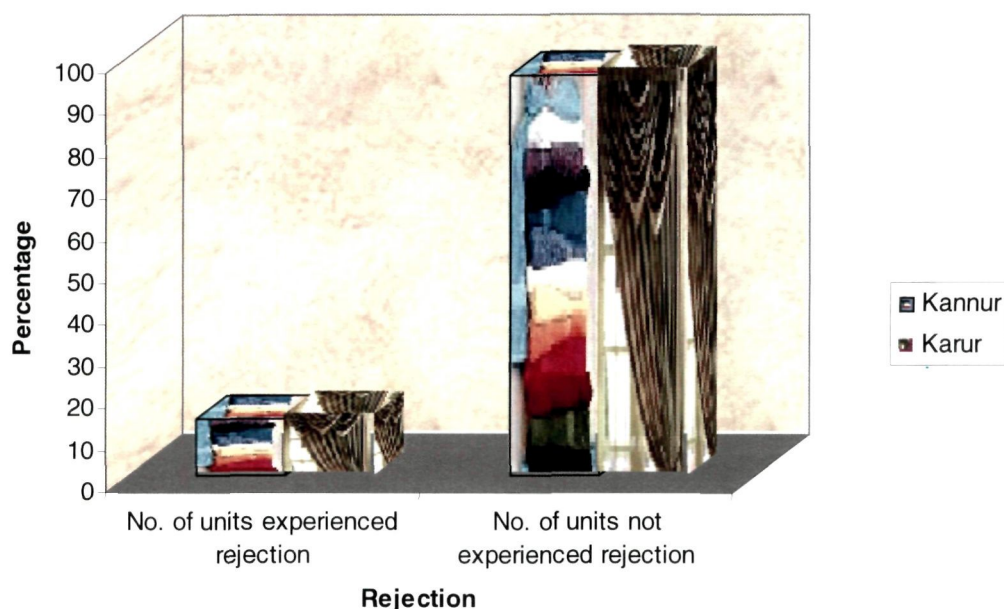 100
90
80
70
60
50
40
30
20
10
0
Percentage
No. of units experienced
rejection
No. of units not
experienced rejection
Rejection
Kannur
Karur